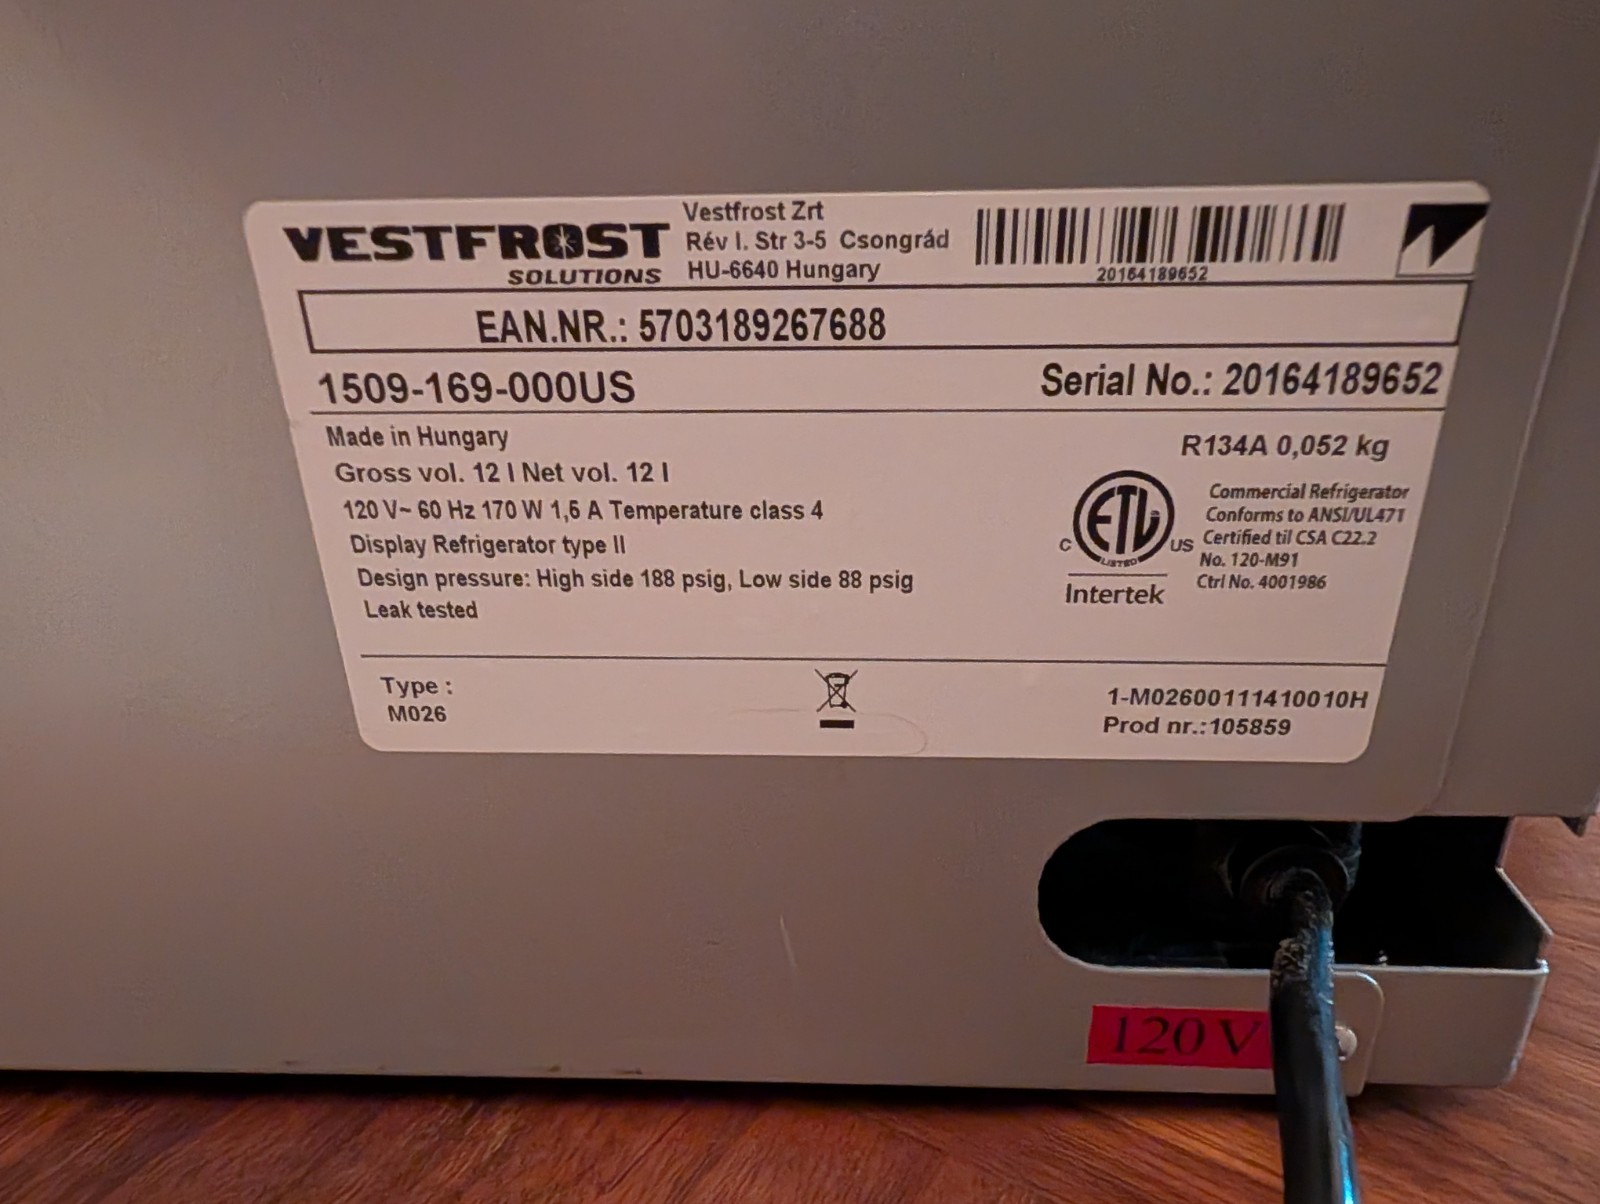 VESTFROST
SOLUTIONS
Vestfrost Zrt
Rév I. Str 3-5 Csongrád
HU-6640 Hungary
20164189652
EAN.NR.: 5703189267688
1509-169-000US
Serial No.: 20164189652
Made in Hungary
Gross vol. 12 l Net vol. 12 l
120 V~ 60 Hz 170 W 1,6 A Temperature class 4
Display Refrigerator type II
Design pressure: High side 188 psig, Low side 88 psig
Leak tested
R134A 0,052 kg
ETL
LISTED
C US
Intertek
Commercial Refrigerator
Conforms to ANSI/UL471
Certified til CSA C22.2
No. 120-M91
Ctrl No. 4001986
Type :
M026
1-M02600111410010H
Prod nr.:105859
120 V